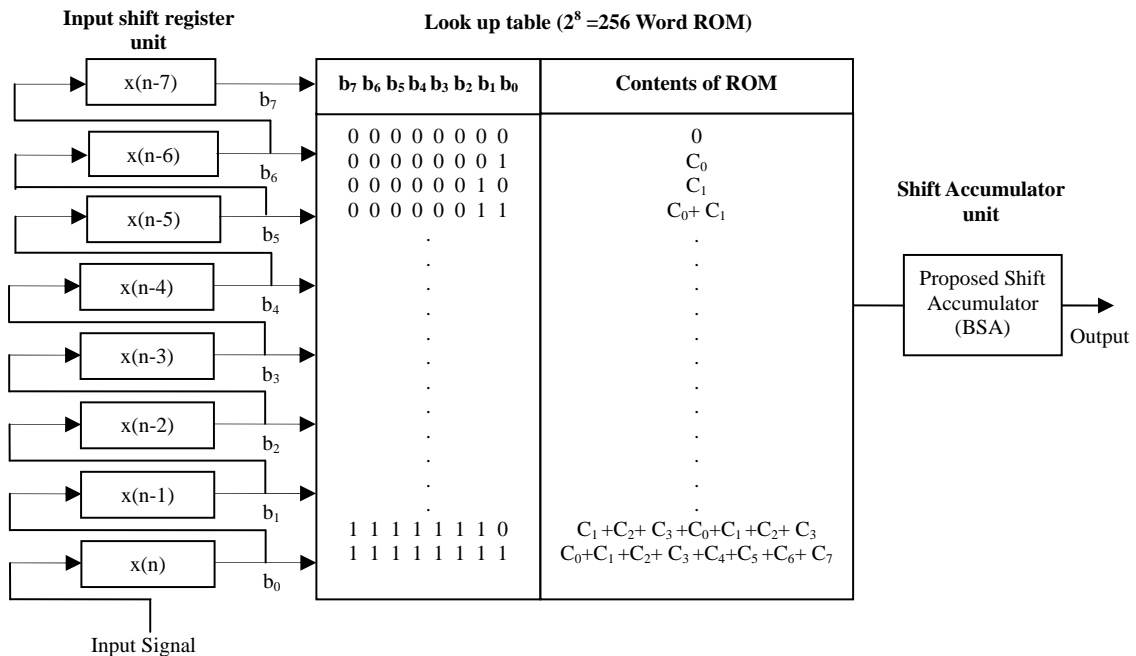 Input shift register
unit
Look up table (2⁸ =256 Word ROM)
x(n-7)
b₇
x(n-6)
b₆
x(n-5)
b₅
x(n-4)
b₄
x(n-3)
b₃
x(n-2)
b₂
x(n-1)
b₁
x(n)
b₀
Input Signal
b₇ b₆ b₅ b₄ b₃ b₂ b₁ b₀
Contents of ROM
0 0 0 0 0 0 0 0
0
0 0 0 0 0 0 0 1
C₀
0 0 0 0 0 0 1 0
C₁
0 0 0 0 0 0 1 1
C₀+ C₁
1 1 1 1 1 1 1 0
C₁ +C₂+ C₃ +C₀+C₁ +C₂+ C₃
1 1 1 1 1 1 1 1
C₀+C₁ +C₂+ C₃ +C₄+C₅ +C₆+ C₇
Shift Accumulator
unit
Proposed Shift
Accumulator
(BSA)
Output